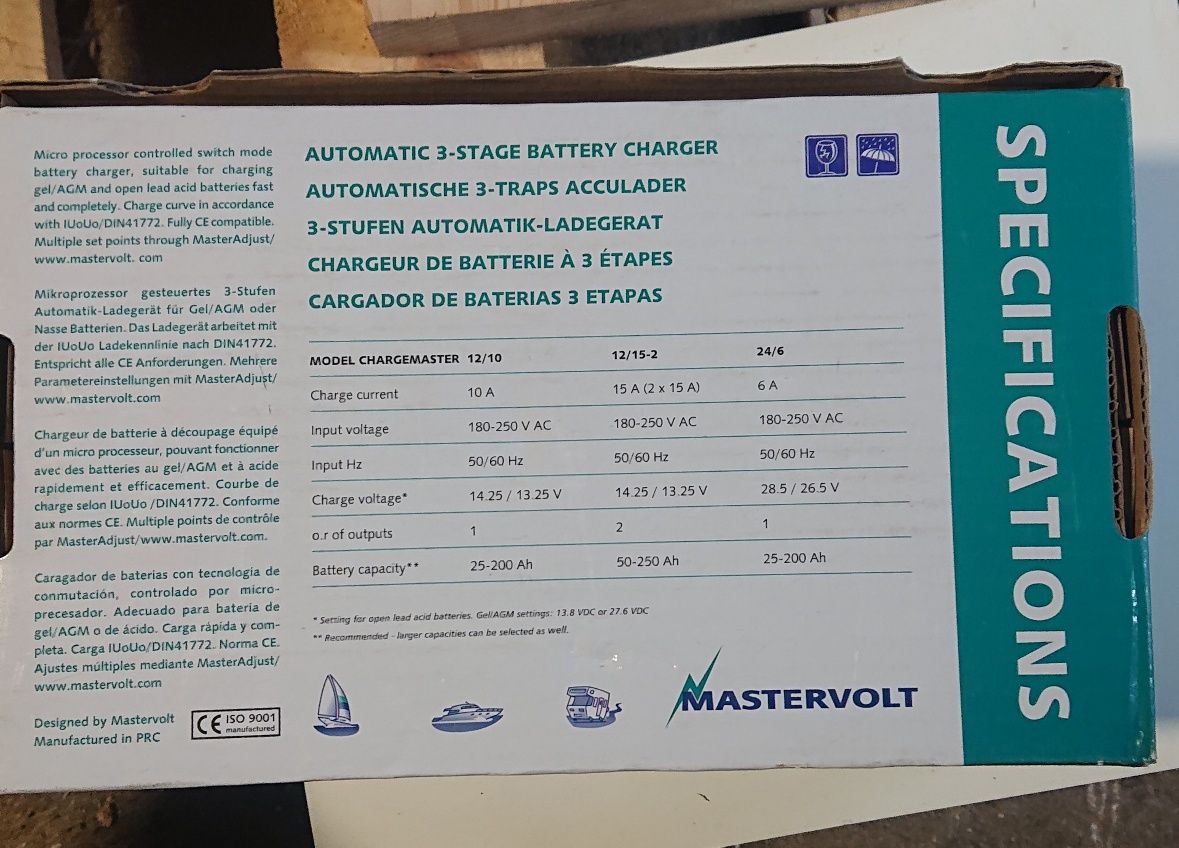 Micro processor controlled switch mode
battery charger, suitable for charging
gel/AGM and open lead acid batteries fast
and completely. Charge curve in accordance
with IUoUo/DIN41772. Fully CE compatible.
Multiple set points through MasterAdjust/
www.mastervolt. com
Mikroprozessor gesteuertes 3-Stufen
Automatik-Ladegerät für Gel/AGM oder
Nasse Batterien. Das Ladegerät arbeitet mit
der IUoUo Ladekennlinie nach DIN41772.
Entspricht alle CE Anforderungen. Mehrere
Parametereinstellungen mit MasterAdjust/
www.mastervolt.com
Chargeur de batterie à découpage équipé
d'un micro processeur, pouvant fonctionner
avec des batteries au gel/AGM et à acide
rapidement et efficacement. Courbe de
charge selon IUoUo /DIN41772. Conforme
aux normes CE. Multiple points de contrôle
par MasterAdjust/www.mastervolt.com.
Caragador de baterias con tecnología de
conmutación, controlado por micro-
precesador. Adecuado para batería de
gel/AGM o de ácido. Carga rápida y com-
pleta. Carga IUoUo/DIN41772. Norma CE.
Ajustes múltiples mediante MasterAdjust/
www.mastervolt.com
Designed by Mastervolt
Manufactured in PRC
CE ISO 9001
manufactured
AUTOMATIC 3-STAGE BATTERY CHARGER
AUTOMATISCHE 3-TRAPS ACCULADER
3-STUFEN AUTOMATIK-LADEGERAT
CHARGEUR DE BATTERIE À 3 ÉTAPES
CARGADOR DE BATERIAS 3 ETAPAS
MODEL CHARGEMASTER 12/10 12/15-2 24/6
Charge current 10 A 15 A (2 x 15 A) 6 A
Input voltage 180-250 V AC 180-250 V AC 180-250 V AC
Input Hz 50/60 Hz 50/60 Hz 50/60 Hz
Charge voltage* 14.25 / 13.25 V 14.25 / 13.25 V 28.5 / 26.5 V
o.r of outputs 1 2 1
Battery capacity** 25-200 Ah 50-250 Ah 25-200 Ah
* Setting for open lead acid batteries. Gel/AGM settings: 13.8 VDC or 27.6 VDC
** Recommended - larger capacities can be selected as well.
MASTERVOLT
SPECIFICATIONS